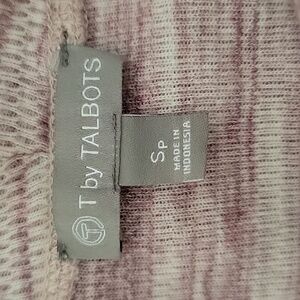 T by TALBOTS
SP
MADE IN
INDONESIA